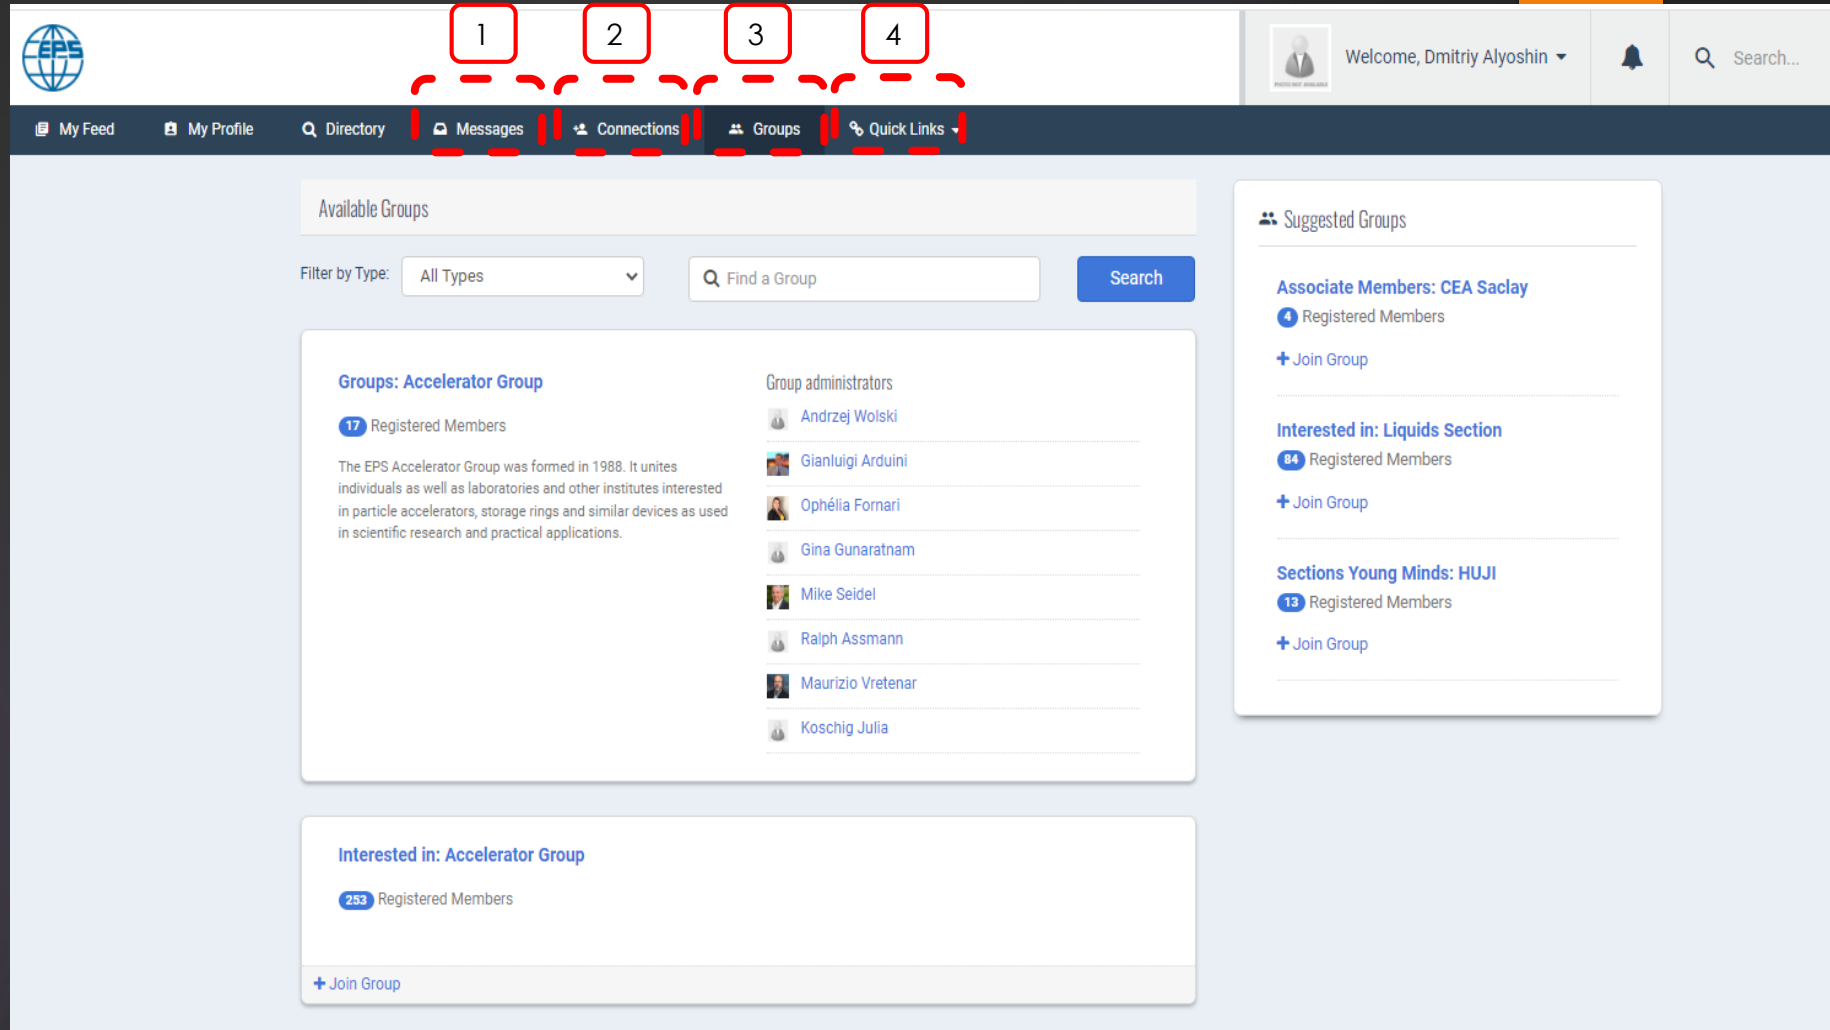 1
2
3
4
EPS
Welcome, Dmitriy Alyoshin
Search...
My Feed
My Profile
Directory
Messages
Connections
Groups
Quick Links
Available Groups
Filter by Type:
All Types
Find a Group
Search
Groups: Accelerator Group
17 Registered Members
The EPS Accelerator Group was formed in 1988. It unites
individuals as well as laboratories and other institutes interested
in particle accelerators, storage rings and similar devices as used
in scientific research and practical applications.
Group administrators
Andrzej Wolski
Gianluigi Arduini
Ophélia Fornari
Gina Gunaratnam
Mike Seidel
Ralph Assmann
Maurizio Vretenar
Koschig Julia
Interested in: Accelerator Group
253 Registered Members
+ Join Group
Suggested Groups
Associate Members: CEA Saclay
4 Registered Members
+ Join Group
Interested in: Liquids Section
84 Registered Members
+ Join Group
Sections Young Minds: HUJI
13 Registered Members
+ Join Group